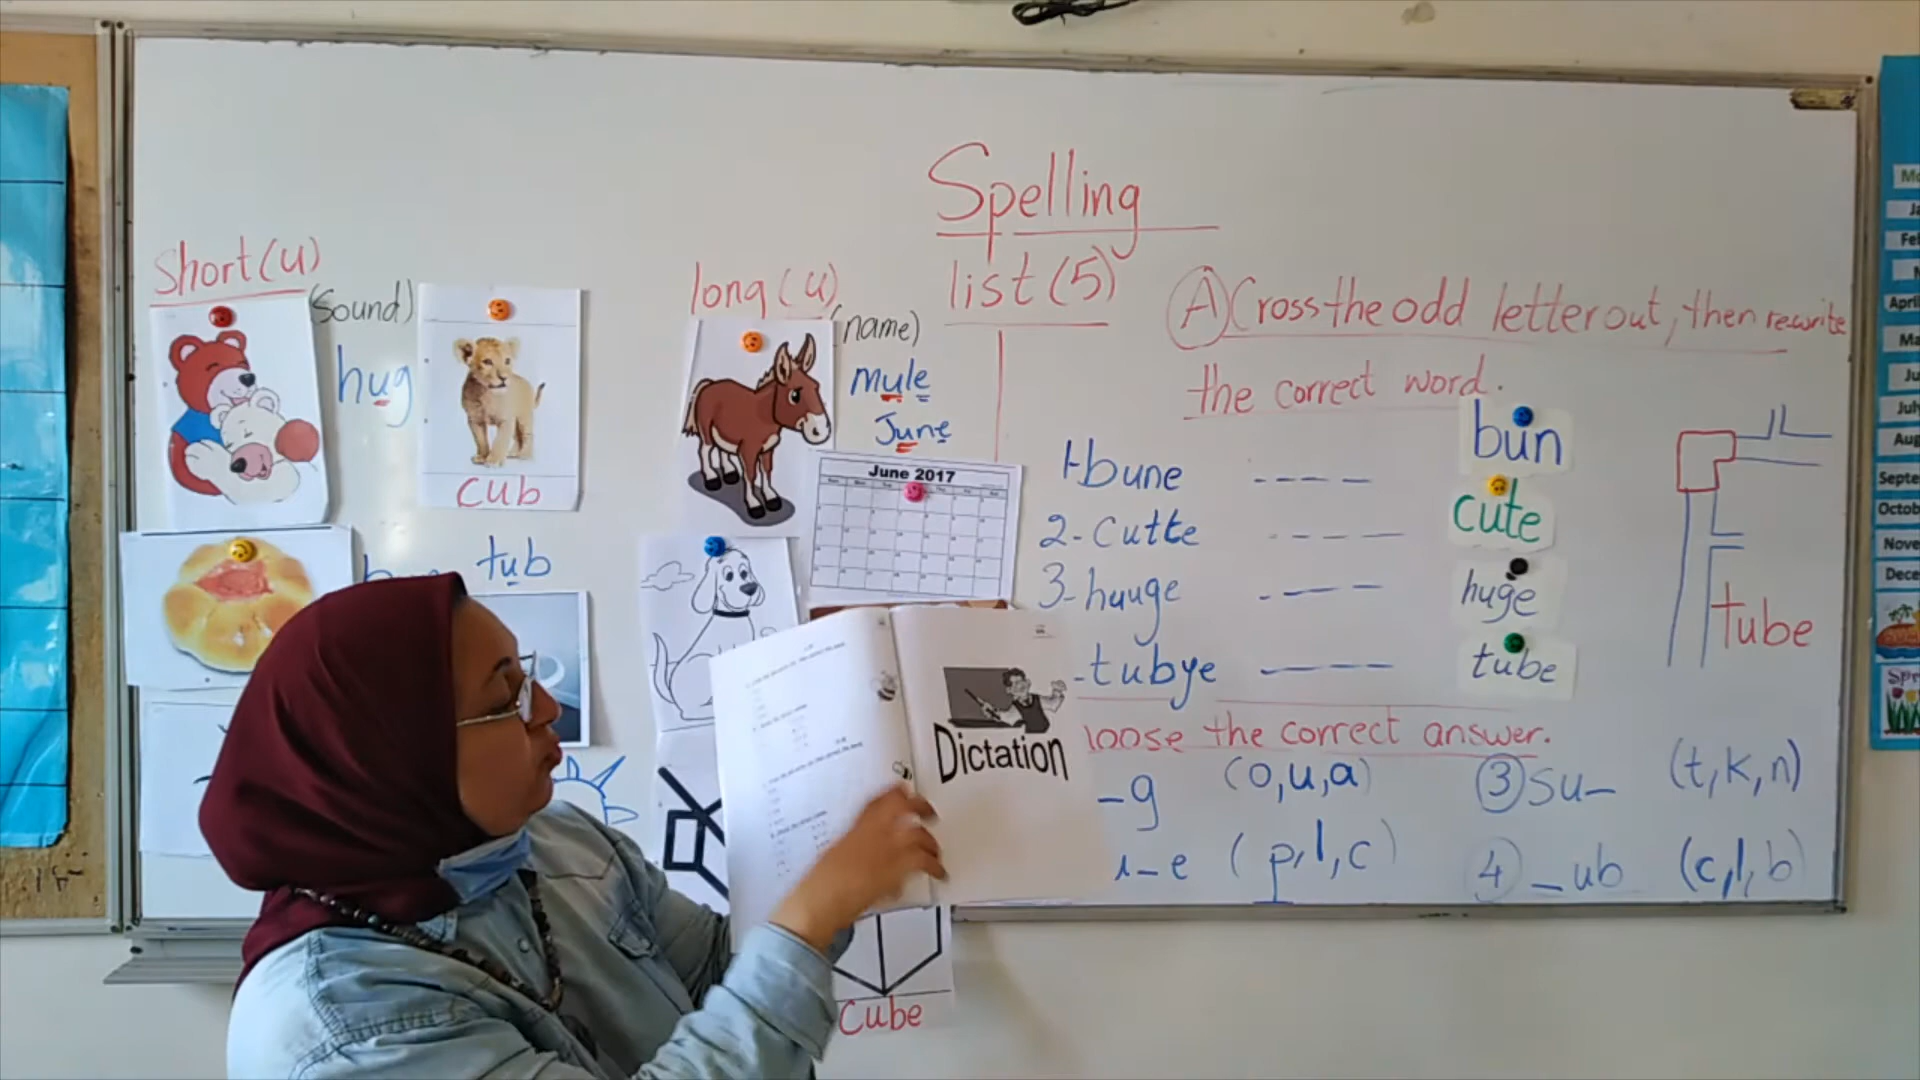 Spelling
list (5)
Short (u)
(Sound)
hug
cub
tub
long (u)
(name)
mule
June
June 2017
Cube
Dictation
A Cross the odd letter out, then rewrite
the correct word.
1-bune ---- bun
2-Cutte ---- cute
3-huuge ---- huge
-tubye ---- tube
tube
oose the correct answer.
_g (o,u,a) 3 Su_ (t,k,n)
_e (p,l,c) 4 _ub (c,l,b)
April